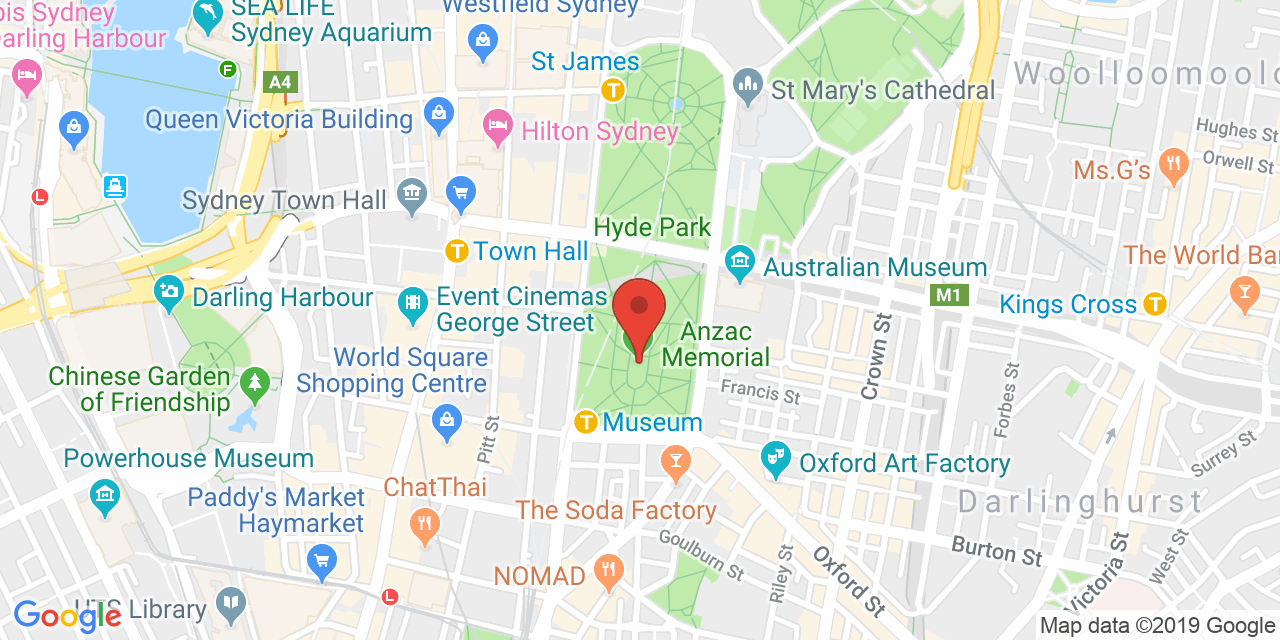 SEA LIFE
Sydney Aquarium
Westfield Sydney
bis Sydney
Darling Harbour
F
A4
St James
T
St Mary's Cathedral
Woolloomoolo
Queen Victoria Building
Hilton Sydney
Hughes St
Orwell St
Ms.G's
L
Sydney Town Hall
Hyde Park
T
Town Hall
Australian Museum
The World Bar
Darling Harbour
Event Cinemas
George Street
M1
Kings Cross
T
Anzac
Memorial
World Square
Shopping Centre
Crown St
Chinese Garden
of Friendship
Francis St
Forbes St
T
Museum
Pitt St
Powerhouse Museum
Oxford Art Factory
Surrey St
Paddy's Market
Haymarket
ChatThai
The Soda Factory
Darlinghurst
Goulburn St
Burton St
NOMAD
Riley St
Oxford St
Victoria St
West St
L
UTS Library
Google
Map data ©2019 Google